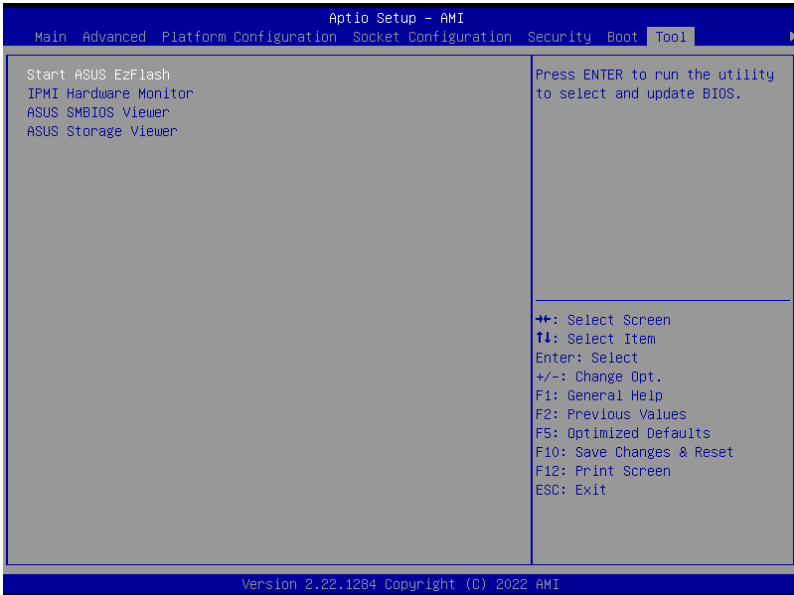 Aptio Setup – AMI
Main Advanced Platform Configuration Socket Configuration Security Boot Tool
Start ASUS EzFlash
IPMI Hardware Monitor
ASUS SMBIOS Viewer
ASUS Storage Viewer
Press ENTER to run the utility
to select and update BIOS.
→←: Select Screen
↑↓: Select Item
Enter: Select
+/-: Change Opt.
F1: General Help
F2: Previous Values
F5: Optimized Defaults
F10: Save Changes & Reset
F12: Print Screen
ESC: Exit
Version 2.22.1284 Copyright (C) 2022 AMI